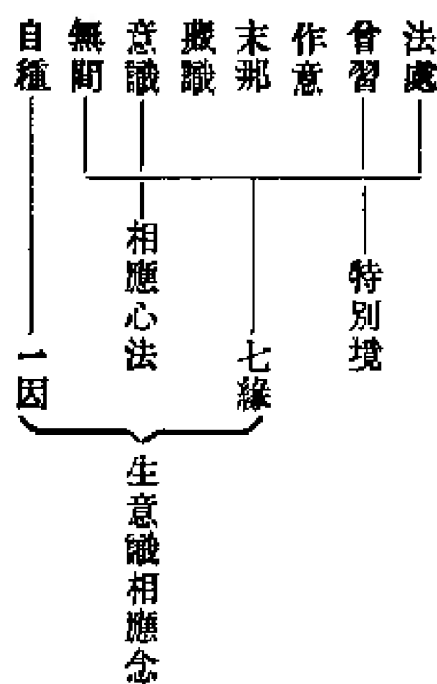 法處
曾習
作意
末那
藏識
意識
無間
自種
特別境
相應心法
七緣
一因
生意識相應念